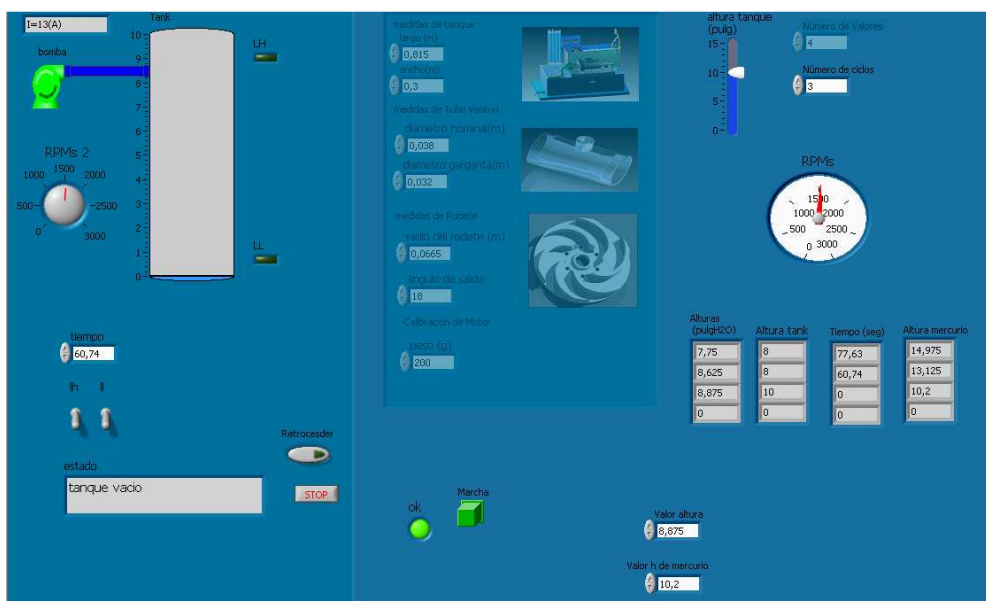 I=13(A)
Tank
bomba
10
9
8
7
6
5
4
3
2
1
0
LH
LL
RPMs 2
0
500
1000
1500
2000
2500
3000
tiempo
60,74
lh
ll
estado
tanque vacio
Retrocesder
STOP
medidas de tanque
largo (m)
0,815
ancho(m)
0,3
medidas de Tubo Venturi
diametro nominal(m)
0,038
diametro garganta(m)
0,032
medidas de Rodete
radio del rodete (m)
0,0665
angulo de salida
18
Calibración de Motor
peso (g)
200
ok
Marcha
altura tanque
(pulg)
15
10
5
0
Número de Valores
4
Número de ciclos
3
RPMs
0
500
1000
1500
2000
2500
3000
Alturas
(pulgH2O)
7,75
8,625
8,875
0
Altura tank
8
8
10
0
Tiempo (seg)
77,63
60,74
0
0
Altura mercurio
14,975
13,125
10,2
0
Valor altura
8,875
Valor h de mercurio
10,2